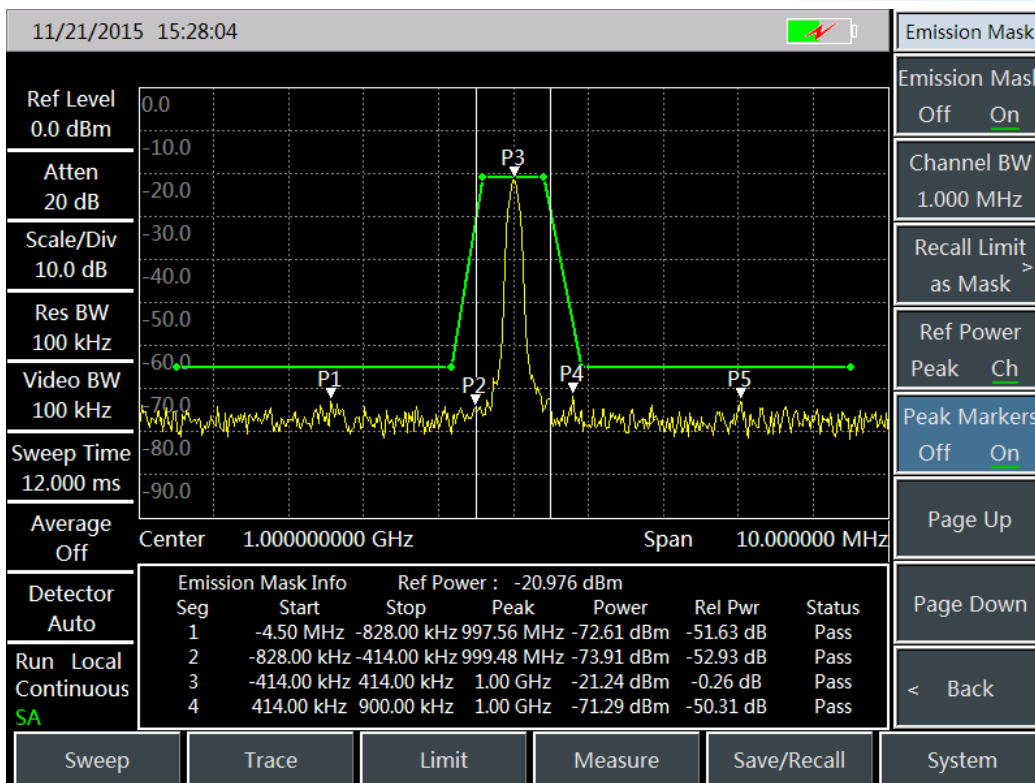 11/21/2015 15:28:04
Emission Mask
Emission Mask
Off On
Channel BW
1.000 MHz
Recall Limit
as Mask >
Ref Power
Peak Ch
Peak Markers
Off On
Page Up
Page Down
< Back
Ref Level
0.0 dBm
Atten
20 dB
Scale/Div
10.0 dB
Res BW
100 kHz
Video BW
100 kHz
Sweep Time
12.000 ms
Average
Off
Detector
Auto
Run Local
Continuous
SA
0.0
-10.0
-20.0
-30.0
-40.0
-50.0
-60.0
-70.0
-80.0
-90.0
P3
P1
P2
P4
P5
Center 1.000000000 GHz Span 10.000000 MHz
Emission Mask Info Ref Power : -20.976 dBm
Seg Start Stop Peak Power Rel Pwr Status
1 -4.50 MHz -828.00 kHz 997.56 MHz -72.61 dBm -51.63 dB Pass
2 -828.00 kHz -414.00 kHz 999.48 MHz -73.91 dBm -52.93 dB Pass
3 -414.00 kHz 414.00 kHz 1.00 GHz -21.24 dBm -0.26 dB Pass
4 414.00 kHz 900.00 kHz 1.00 GHz -71.29 dBm -50.31 dB Pass
Sweep Trace Limit Measure Save/Recall System